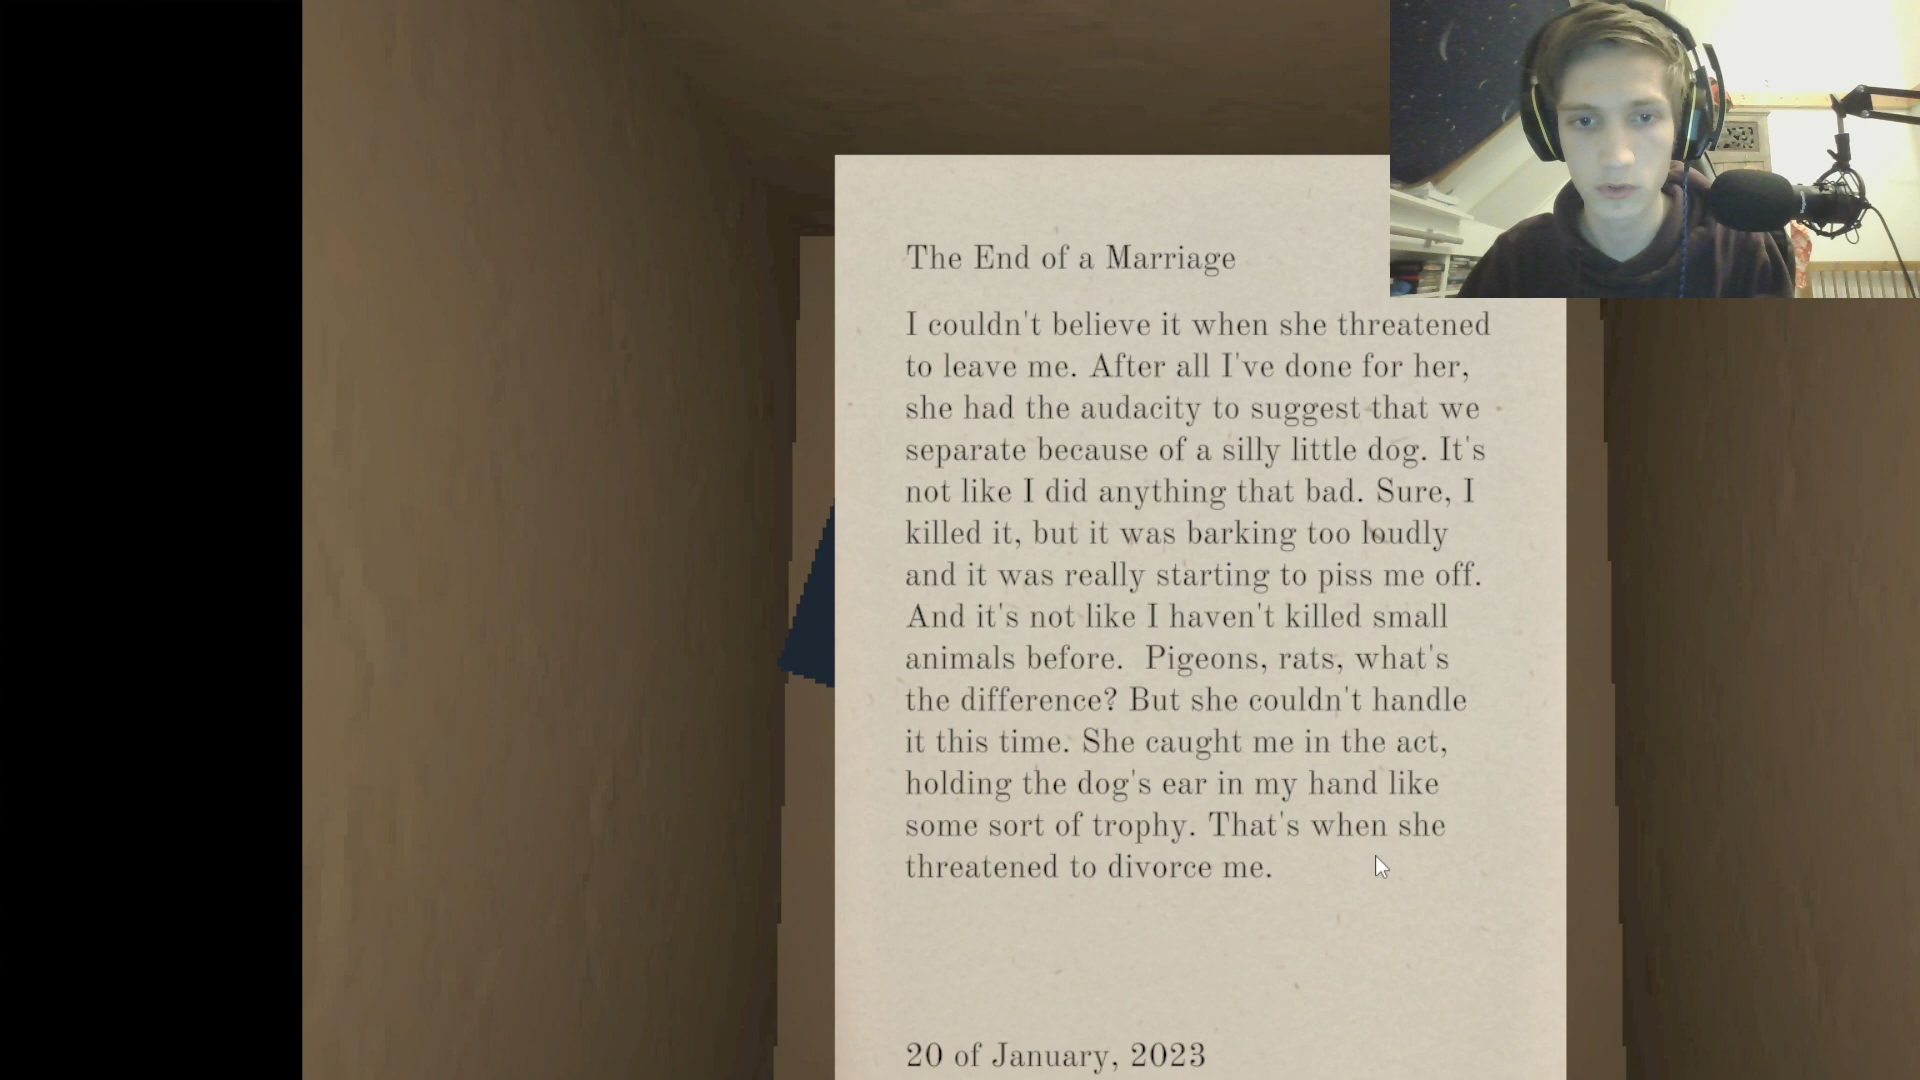 The End of a Marriage
I couldn't believe it when she threatened
to leave me. After all I've done for her,
she had the audacity to suggest that we
separate because of a silly little dog. It's
not like I did anything that bad. Sure, I
killed it, but it was barking too loudly
and it was really starting to piss me off.
And it's not like I haven't killed small
animals before.  Pigeons, rats, what's
the difference? But she couldn't handle
it this time. She caught me in the act,
holding the dog's ear in my hand like
some sort of trophy. That's when she
threatened to divorce me.
20 of January, 2023